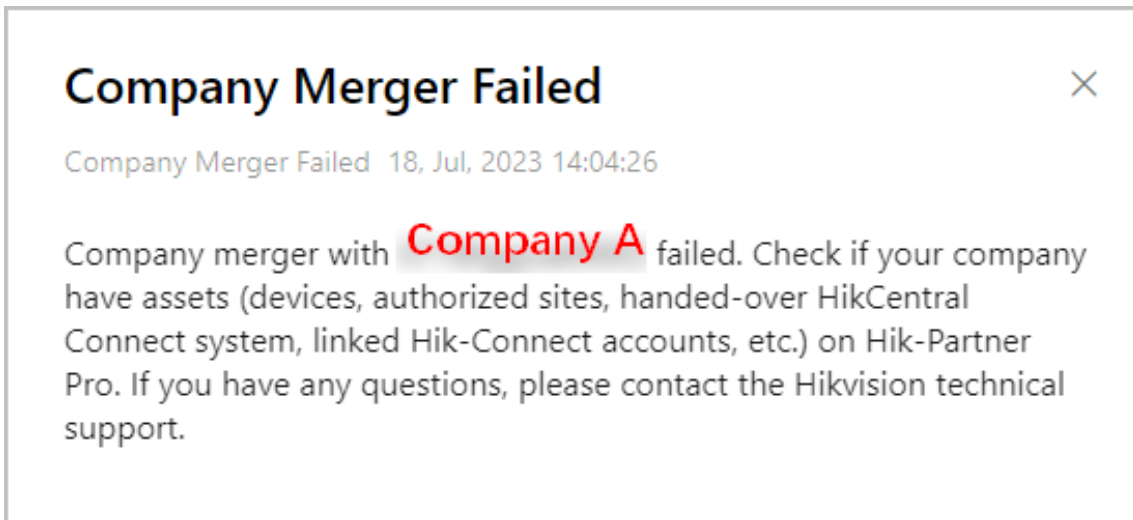 Company Merger Failed
Company Merger Failed 18, Jul, 2023 14:04:26
Company merger with Company A failed. Check if your company
have assets (devices, authorized sites, handed-over HikCentral
Connect system, linked Hik-Connect accounts, etc.) on Hik-Partner
Pro. If you have any questions, please contact the Hikvision technical
support.